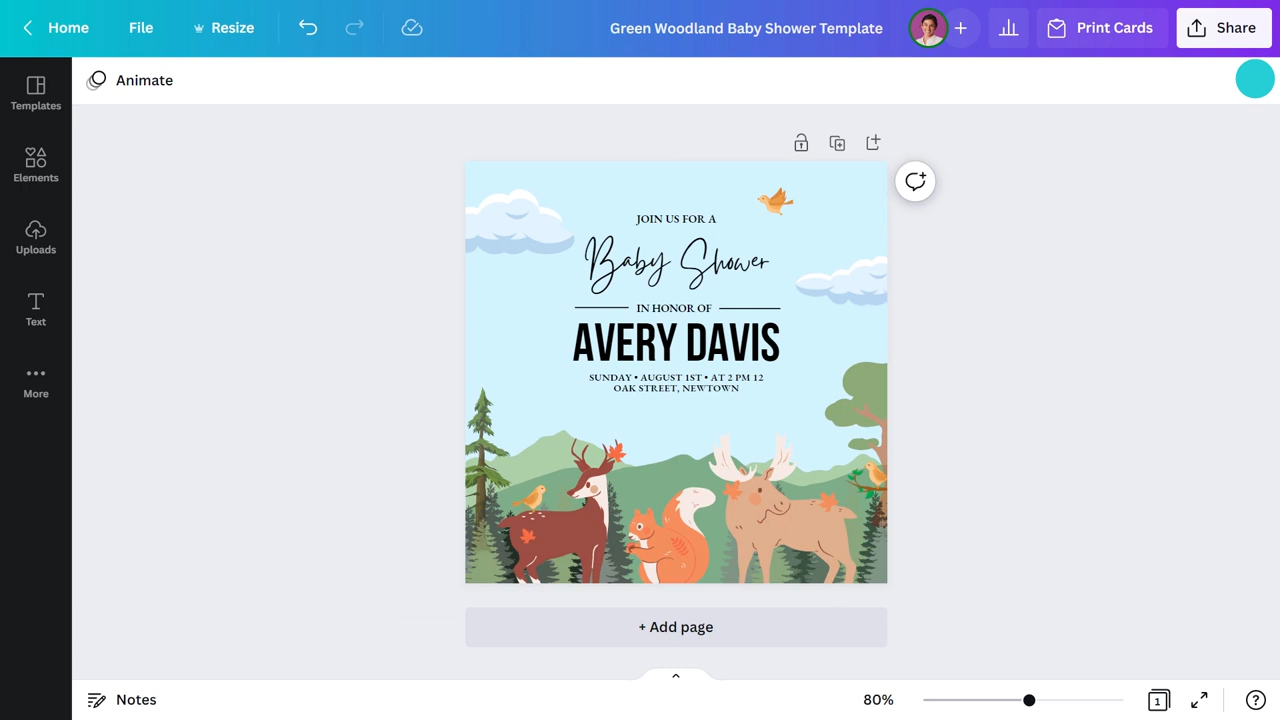 Home
File
Resize
Green Woodland Baby Shower Template
+
Print Cards
Share
Templates
Elements
Uploads
Text
More
Animate
JOIN US FOR A
Baby Shower
IN HONOR OF
AVERY DAVIS
SUNDAY • AUGUST 1ST • AT 2 PM 12
OAK STREET, NEWTOWN
+ Add page
Notes
80%
1
?